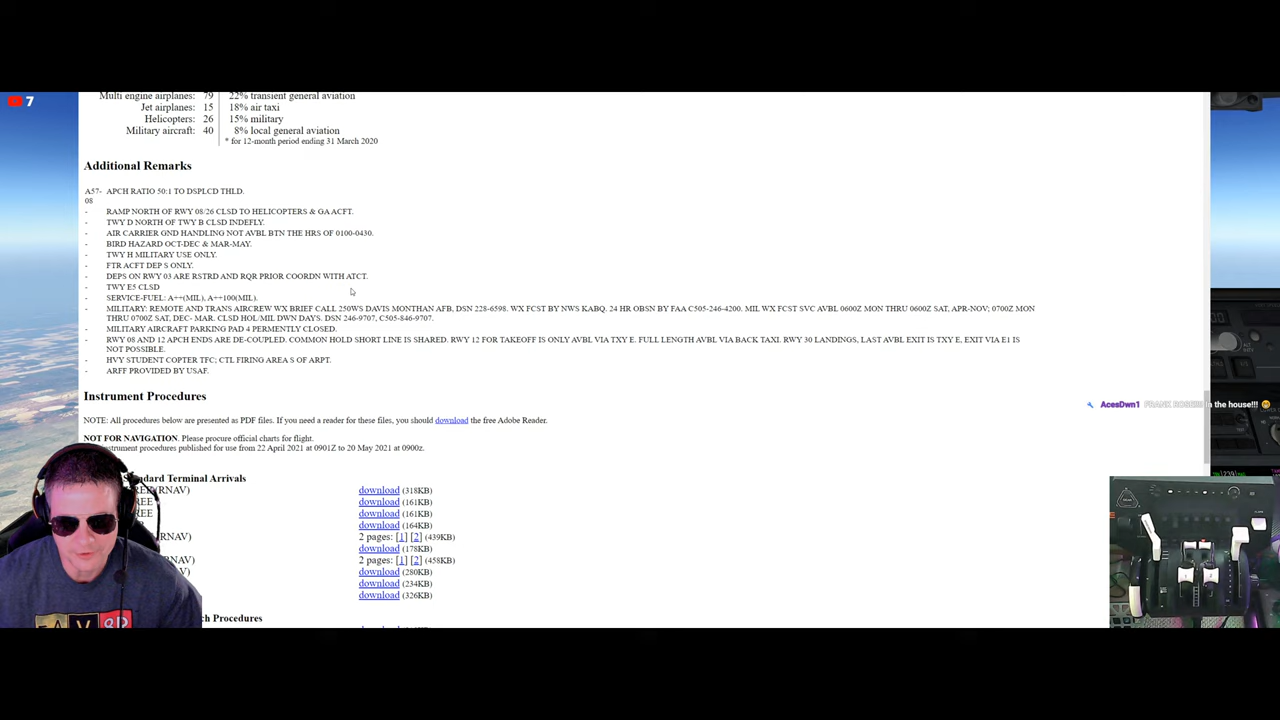 7
Multi engine airplanes: 79 22% transient general aviation
Jet airplanes: 15 18% air taxi
Helicopters: 26 15% military
Military aircraft: 40 8% local general aviation
* for 12-month period ending 31 March 2020
Additional Remarks
A57-08 APCH RATIO 50:1 TO DSPLCD THLD.
- RAMP NORTH OF RWY 08/26 CLSD TO HELICOPTERS & GA ACFT.
- TWY D NORTH OF TWY B CLSD INDEFLY.
- AIR CARRIER GND HANDLING NOT AVBL BTN THE HRS OF 0100-0430.
- BIRD HAZARD OCT-DEC & MAR-MAY.
- TWY H MILITARY USE ONLY.
- FTR ACFT DEP S ONLY.
- DEPS ON RWY 03 ARE RSTRD AND RQR PRIOR COORDN WITH ATCT.
- TWY E5 CLSD
- SERVICE-FUEL: A++(MIL), A++100(MIL).
- MILITARY: REMOTE AND TRANS AIRCREW WX BRIEF CALL 25OWS DAVIS MONTHAN AFB, DSN 228-6598. WX FCST BY NWS KABQ. 24 HR OBSN BY FAA C505-246-4200. MIL WX FCST SVC AVBL 0600Z MON THRU 0600Z SAT, APR-NOV; 0700Z MON
THRU 0700Z SAT, DEC- MAR. CLSD HOL/MIL DWN DAYS. DSN 246-9707, C505-846-9707.
- MILITARY AIRCRAFT PARKING PAD 4 PERMENTLY CLOSED.
- RWY 08 AND 12 APCH ENDS ARE DE-COUPLED. COMMON HOLD SHORT LINE IS SHARED. RWY 12 FOR TAKEOFF IS ONLY AVBL VIA TXY E. FULL LENGTH AVBL VIA BACK TAXI. RWY 30 LANDINGS, LAST AVBL EXIT IS TXY E, EXIT VIA E1 IS
NOT POSSIBLE.
- HVY STUDENT COPTER TFC; CTL FIRING AREA S OF ARPT.
- ARFF PROVIDED BY USAF.
Instrument Procedures
NOTE: All procedures below are presented as PDF files. If you need a reader for these files, you should download the free Adobe Reader.
AcesDwn1 in the house!!!
NOT FOR NAVIGATION. Please procure official charts for flight.
nstrument procedures published for use from 22 April 2021 at 0901Z to 20 May 2021 at 0900z.
ndard Terminal Arrivals
REE (RNAV) download (318KB)
REE download (161KB)
REE download (161KB)
R download (164KB)
RNAV) 2 pages: [1] [2] (439KB)
download (178KB)
2 pages: [1] [2] (458KB)
download (280KB)
download (234KB)
download (326KB)
ch Procedures